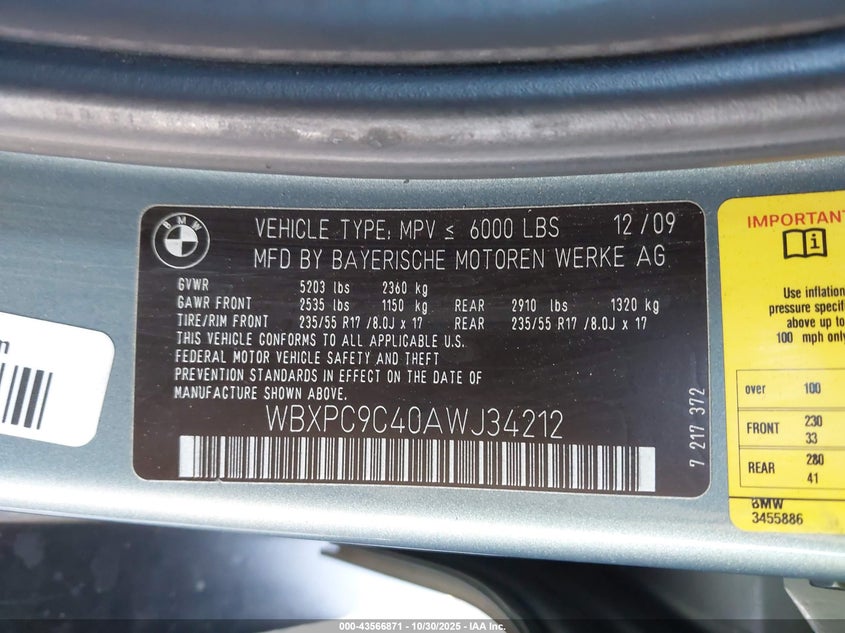 BMW
VEHICLE TYPE: MPV ≤ 6000 LBS 12/09
MFD BY BAYERISCHE MOTOREN WERKE AG
GVWR 5203 lbs 2360 kg
GAWR FRONT 2535 lbs 1150 kg REAR 2910 lbs 1320 kg
TIRE/RIM FRONT 235/55 R17 /8.0J x 17 REAR 235/55 R17 /8.0J x 17
THIS VEHICLE CONFORMS TO ALL APPLICABLE U.S.
FEDERAL MOTOR VEHICLE SAFETY AND THEFT
PREVENTION STANDARDS IN EFFECT ON THE DATE OF
MANUFACTURE SHOWN ABOVE.
WBXPC9C40AWJ34212
7 217 372
IMPORTANT
i
Use inflation
pressure specifi
above up to
100 mph only
over 100
FRONT 230
33
REAR 280
41
BMW
3455886
000-43566871 - 10/30/2025 - IAA Inc.